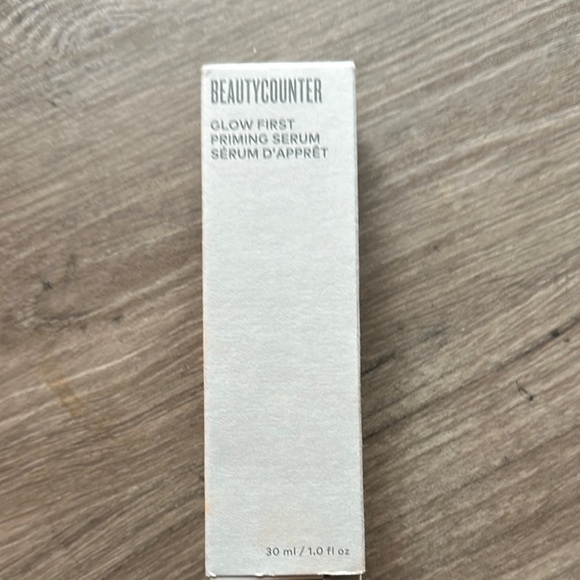 BEAUTYCOUNTER
GLOW FIRST
PRIMING SERUM
SÉRUM D'APPRÊT
30 ml / 1.0 fl oz